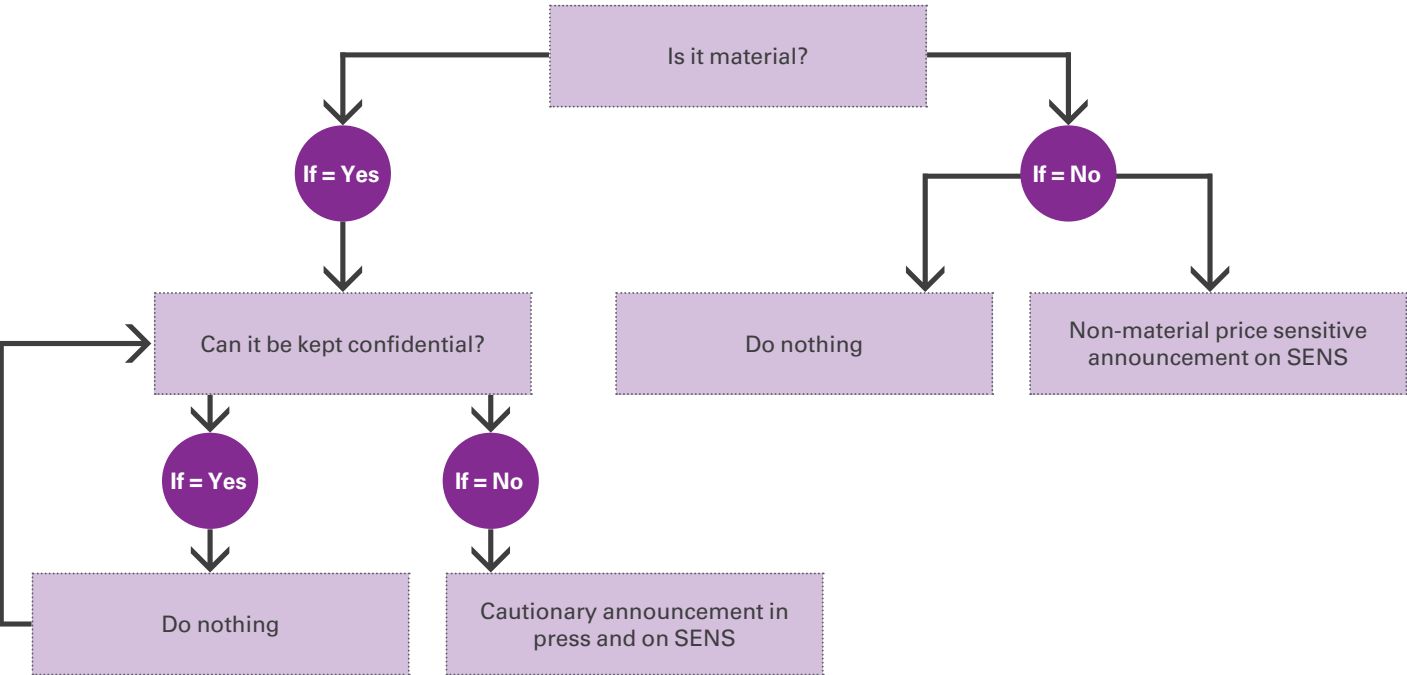 Is it material?
If = Yes
If = No
Can it be kept confidential?
Do nothing
Non-material price sensitive
announcement on SENS
If = Yes
If = No
Do nothing
Cautionary announcement in
press and on SENS